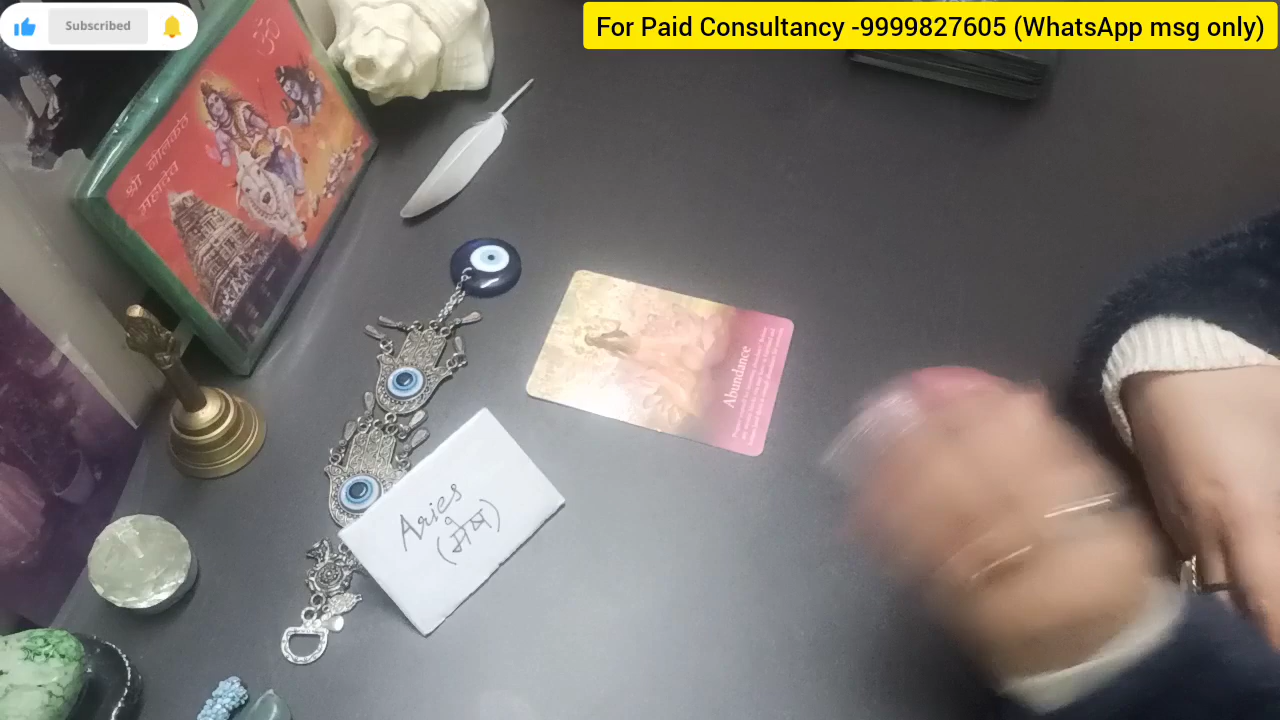 Subscribed
For Paid Consultancy -9999827605 (WhatsApp msg only)
ॐ
श्री नीलकंठ
महादेव
Abundance
Aries
(मेष)